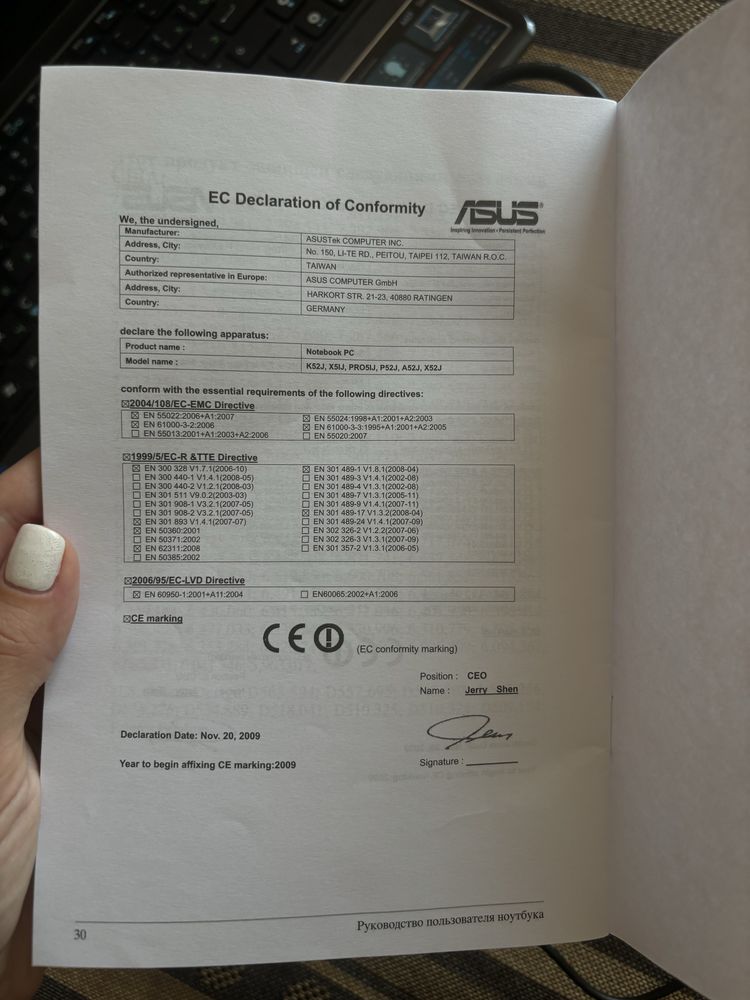 EC Declaration of Conformity
ASUS
Inspiring Innovation • Persistent Perfection
We, the undersigned,
Manufacturer: ASUSTek COMPUTER INC.
Address, City: No. 150, LI-TE RD., PEITOU, TAIPEI 112, TAIWAN R.O.C.
Country: TAIWAN
Authorized representative in Europe: ASUS COMPUTER GmbH
Address, City: HARKORT STR. 21-23, 40880 RATINGEN
Country: GERMANY
declare the following apparatus:
Product name : Notebook PC
Model name : K52J, X5IJ, PRO5IJ, P52J, A52J, X52J
conform with the essential requirements of the following directives:
☒2004/108/EC-EMC Directive
☒ EN 55022:2006+A1:2007 ☒ EN 55024:1998+A1:2001+A2:2003
☒ EN 61000-3-2:2006 ☒ EN 61000-3-3:1995+A1:2001+A2:2005
☐ EN 55013:2001+A1:2003+A2:2006 ☐ EN 55020:2007
☒1999/5/EC-R &TTE Directive
☒ EN 300 328 V1.7.1(2006-10) ☒ EN 301 489-1 V1.8.1(2008-04)
☐ EN 300 440-1 V1.4.1(2008-05) ☐ EN 301 489-3 V1.4.1(2002-08)
☐ EN 300 440-2 V1.2.1(2008-03) ☐ EN 301 489-4 V1.3.1(2002-08)
☐ EN 301 511 V9.0.2(2003-03) ☐ EN 301 489-7 V1.3.1(2005-11)
☐ EN 301 908-1 V3.2.1(2007-05) ☐ EN 301 489-9 V1.4.1(2007-11)
☐ EN 301 908-2 V3.2.1(2007-05) ☒ EN 301 489-17 V1.3.2(2008-04)
☒ EN 301 893 V1.4.1(2007-07) ☐ EN 301 489-24 V1.4.1(2007-09)
☒ EN 50360:2001 ☐ EN 302 326-2 V1.2.2(2007-06)
☐ EN 50371:2002 ☐ EN 302 326-3 V1.3.1(2007-09)
☒ EN 62311:2008 ☐ EN 301 357-2 V1.3.1(2006-05)
☐ EN 50385:2002
☒2006/95/EC-LVD Directive
☒ EN 60950-1:2001+A11:2004 ☐ EN60065:2002+A1:2006
☒CE marking
CE (EC conformity marking)
Position : CEO
Name : Jerry Shen
Declaration Date: Nov. 20, 2009
Year to begin affixing CE marking:2009
Signature :
30 Руководство пользователя ноутбука